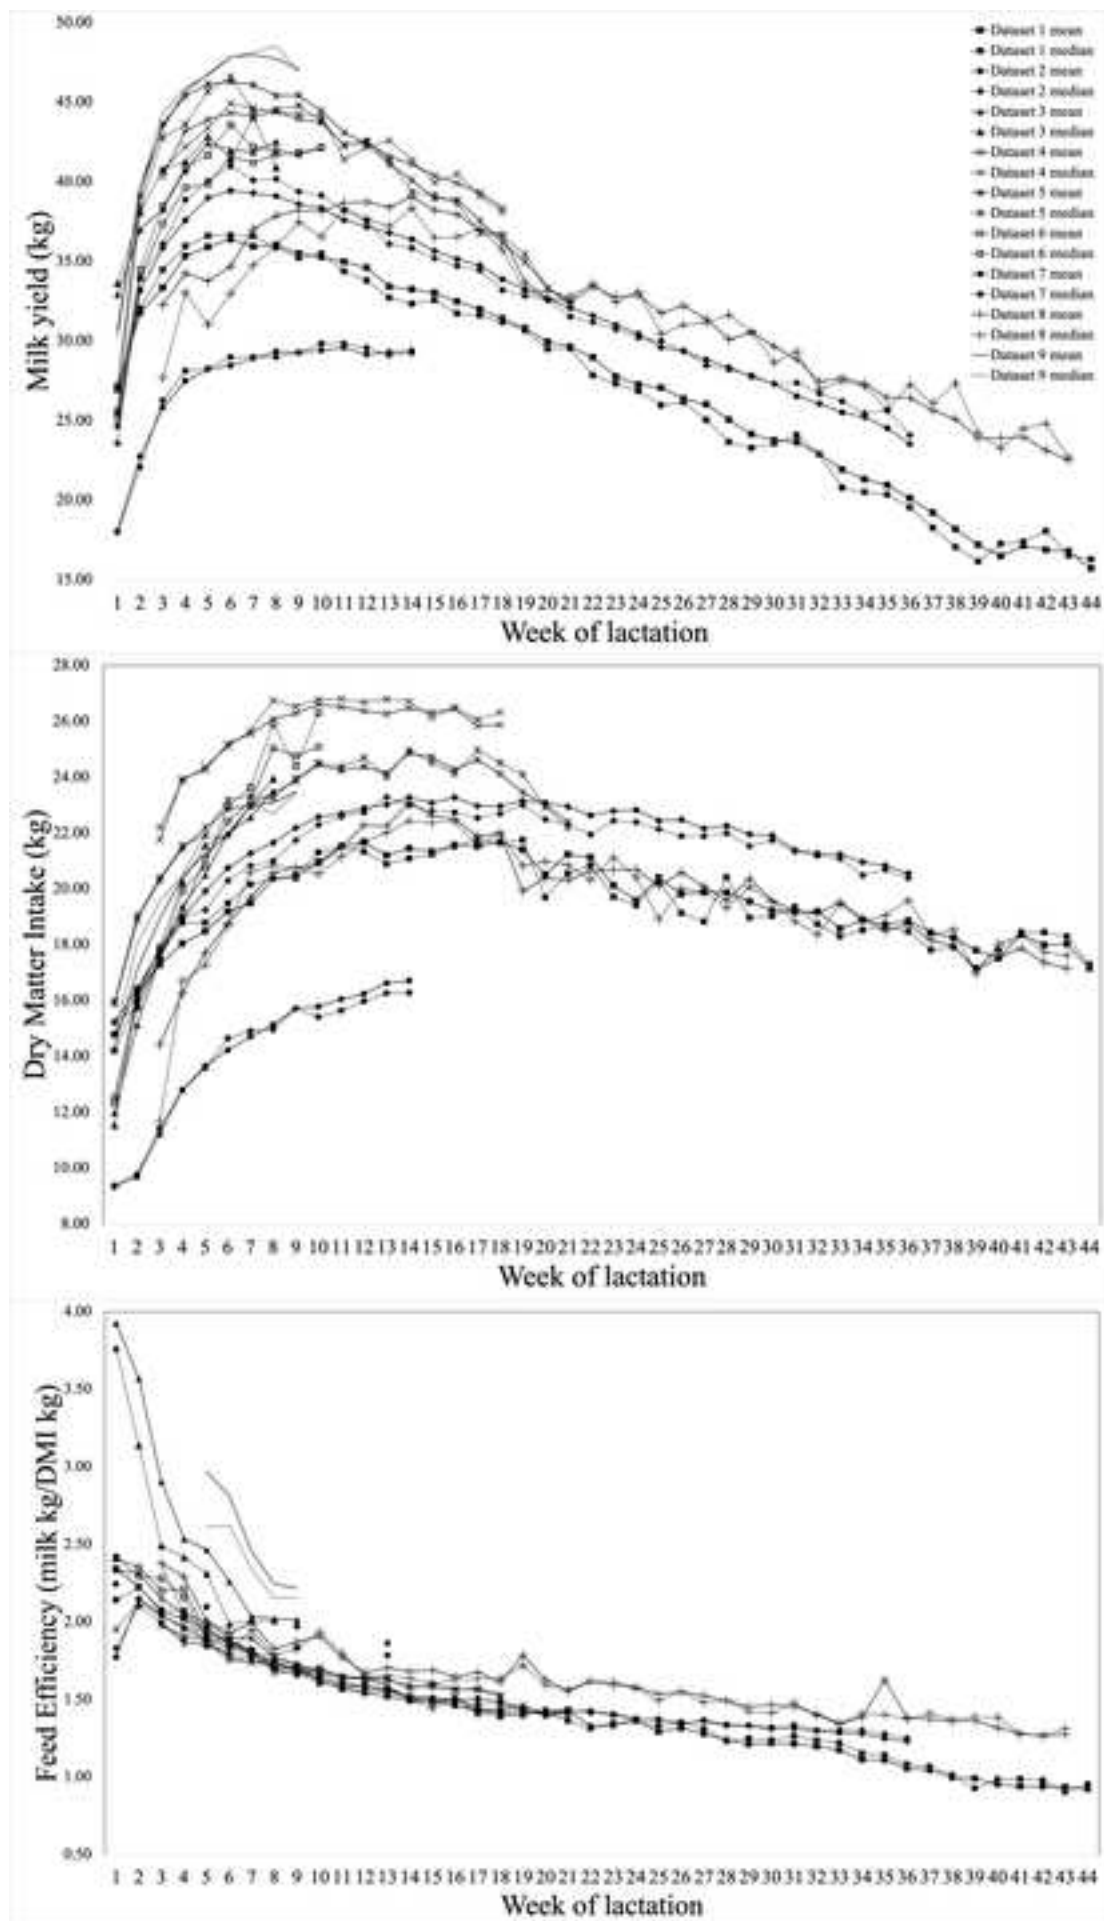 50.00
45.00
40.00
35.00
30.00
25.00
20.00
15.00
Milk yield (kg)
Dataset 1 mean
Dataset 1 median
Dataset 2 mean
Dataset 2 median
Dataset 3 mean
Dataset 3 median
Dataset 4 mean
Dataset 4 median
Dataset 5 mean
Dataset 5 median
Dataset 6 mean
Dataset 6 median
Dataset 7 mean
Dataset 7 median
Dataset 8 mean
Dataset 8 median
Dataset 9 mean
Dataset 9 median
1 2 3 4 5 6 7 8 9 10 11 12 13 14 15 16 17 18 19 20 21 22 23 24 25 26 27 28 29 30 31 32 33 34 35 36 37 38 39 40 41 42 43 44
Week of lactation
28.00
26.00
24.00
22.00
20.00
18.00
16.00
14.00
12.00
10.00
8.00
Dry Matter Intake (kg)
1 2 3 4 5 6 7 8 9 10 11 12 13 14 15 16 17 18 19 20 21 22 23 24 25 26 27 28 29 30 31 32 33 34 35 36 37 38 39 40 41 42 43 44
Week of lactation
4.00
3.50
3.00
2.50
2.00
1.50
1.00
0.50
Feed Efficiency (milk kg/DMI kg)
1 2 3 4 5 6 7 8 9 10 11 12 13 14 15 16 17 18 19 20 21 22 23 24 25 26 27 28 29 30 31 32 33 34 35 36 37 38 39 40 41 42 43 44
Week of lactation